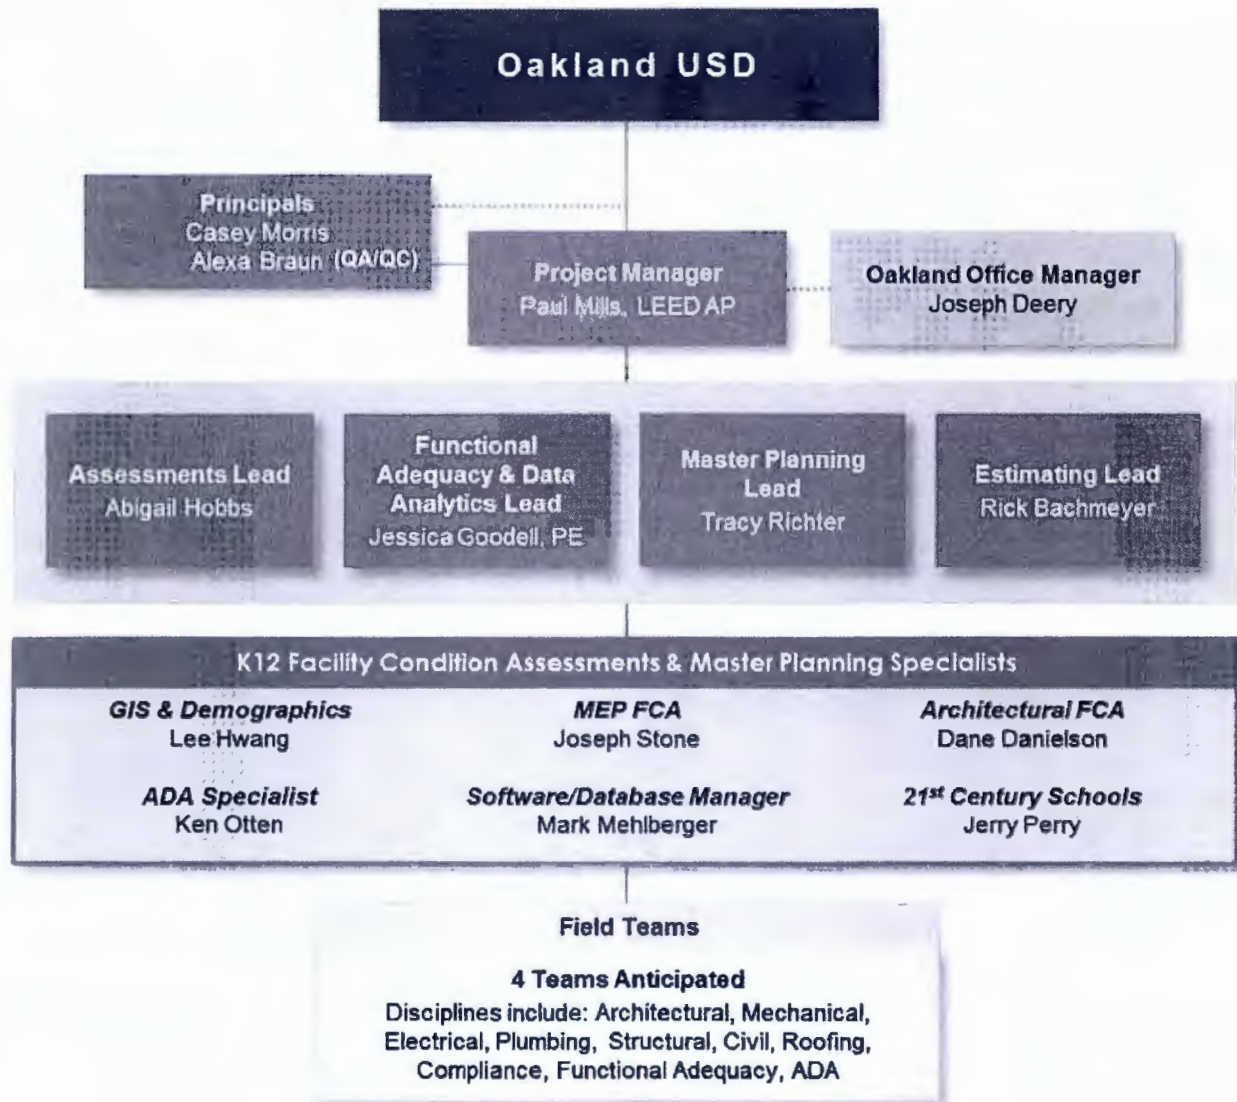 Oakland USD
Principals
Casey Morris
Alexa Braun (QA/QC)
Project Manager
Paul Mills, LEED AP
Oakland Office Manager
Joseph Deery
Assessments Lead
Abigail Hobbs
Functional
Adequacy & Data
Analytics Lead
Jessica Goodell, PE
Master Planning
Lead
Tracy Richter
Estimating Lead
Rick Bachmeyer
K12 Facility Condition Assessments & Master Planning Specialists
GIS & Demographics
Lee Hwang
MEP FCA
Joseph Stone
Architectural FCA
Dane Danielson
ADA Specialist
Ken Otten
Software/Database Manager
Mark Mehlberger
21st Century Schools
Jerry Perry
Field Teams
4 Teams Anticipated
Disciplines include: Architectural, Mechanical,
Electrical, Plumbing, Structural, Civil, Roofing,
Compliance, Functional Adequacy, ADA